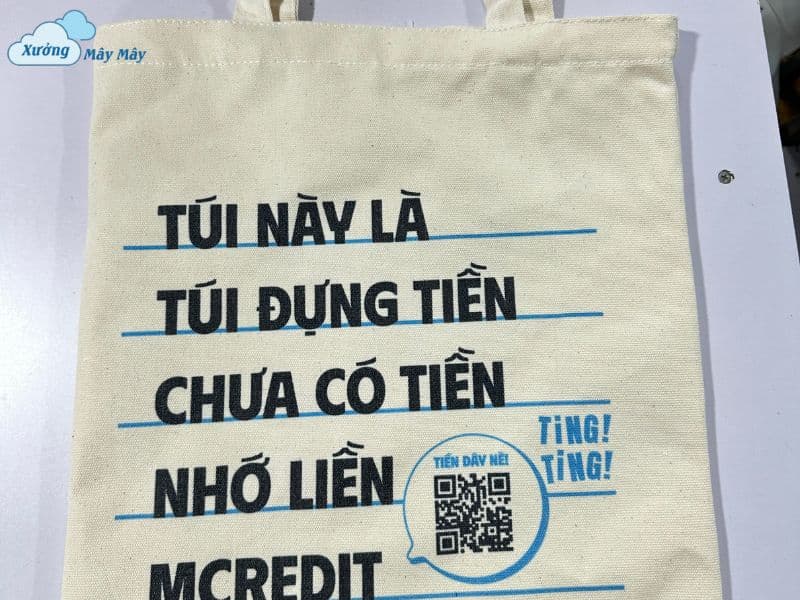 Xưởng
Mây Mây
TÚI NÀY LÀ
TÚI ĐỰNG TIỀN
CHƯA CÓ TIỀN
TING!
TING!
NHỚ LIỀN
TIỀN ĐÂY NÈ!
MCREDIT